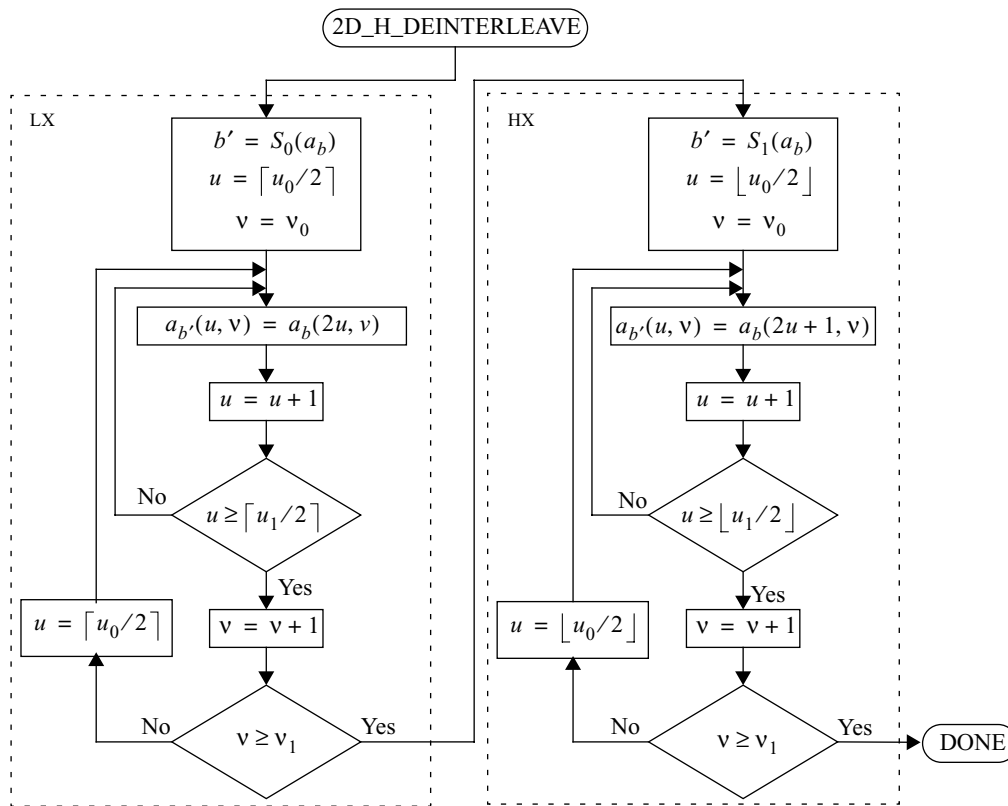 2D_H_DEINTERLEAVE
LX
b′ = S₀(a_b)
u = ⌈u₀/2⌉
ν = ν₀
a_b′(u, ν) = a_b(2u, v)
u = u + 1
No
u ≥ ⌈u₁/2⌉
Yes
u = ⌈u₀/2⌉
ν = ν + 1
No
ν ≥ ν₁
Yes
HX
b′ = S₁(a_b)
u = ⌊u₀/2⌋
ν = ν₀
a_b′(u, ν) = a_b(2u + 1, ν)
u = u + 1
No
u ≥ ⌊u₁/2⌋
Yes
u = ⌊u₀/2⌋
ν = ν + 1
No
ν ≥ ν₁
Yes
DONE